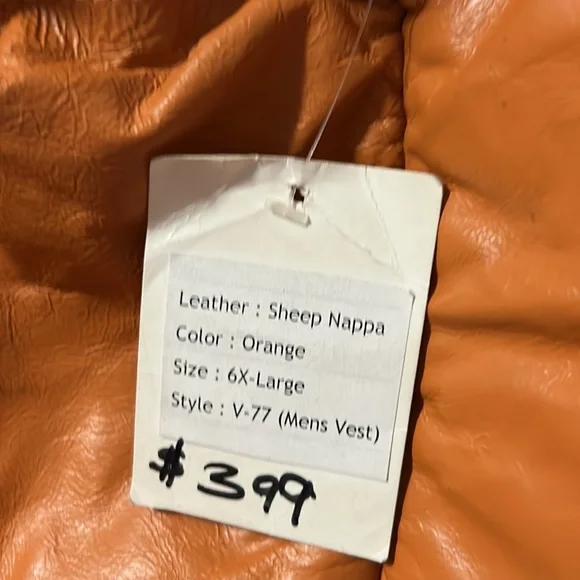 Leather : Sheep Nappa
Color : Orange
Size : 6X-Large
Style : V-77 (Mens Vest)
$399